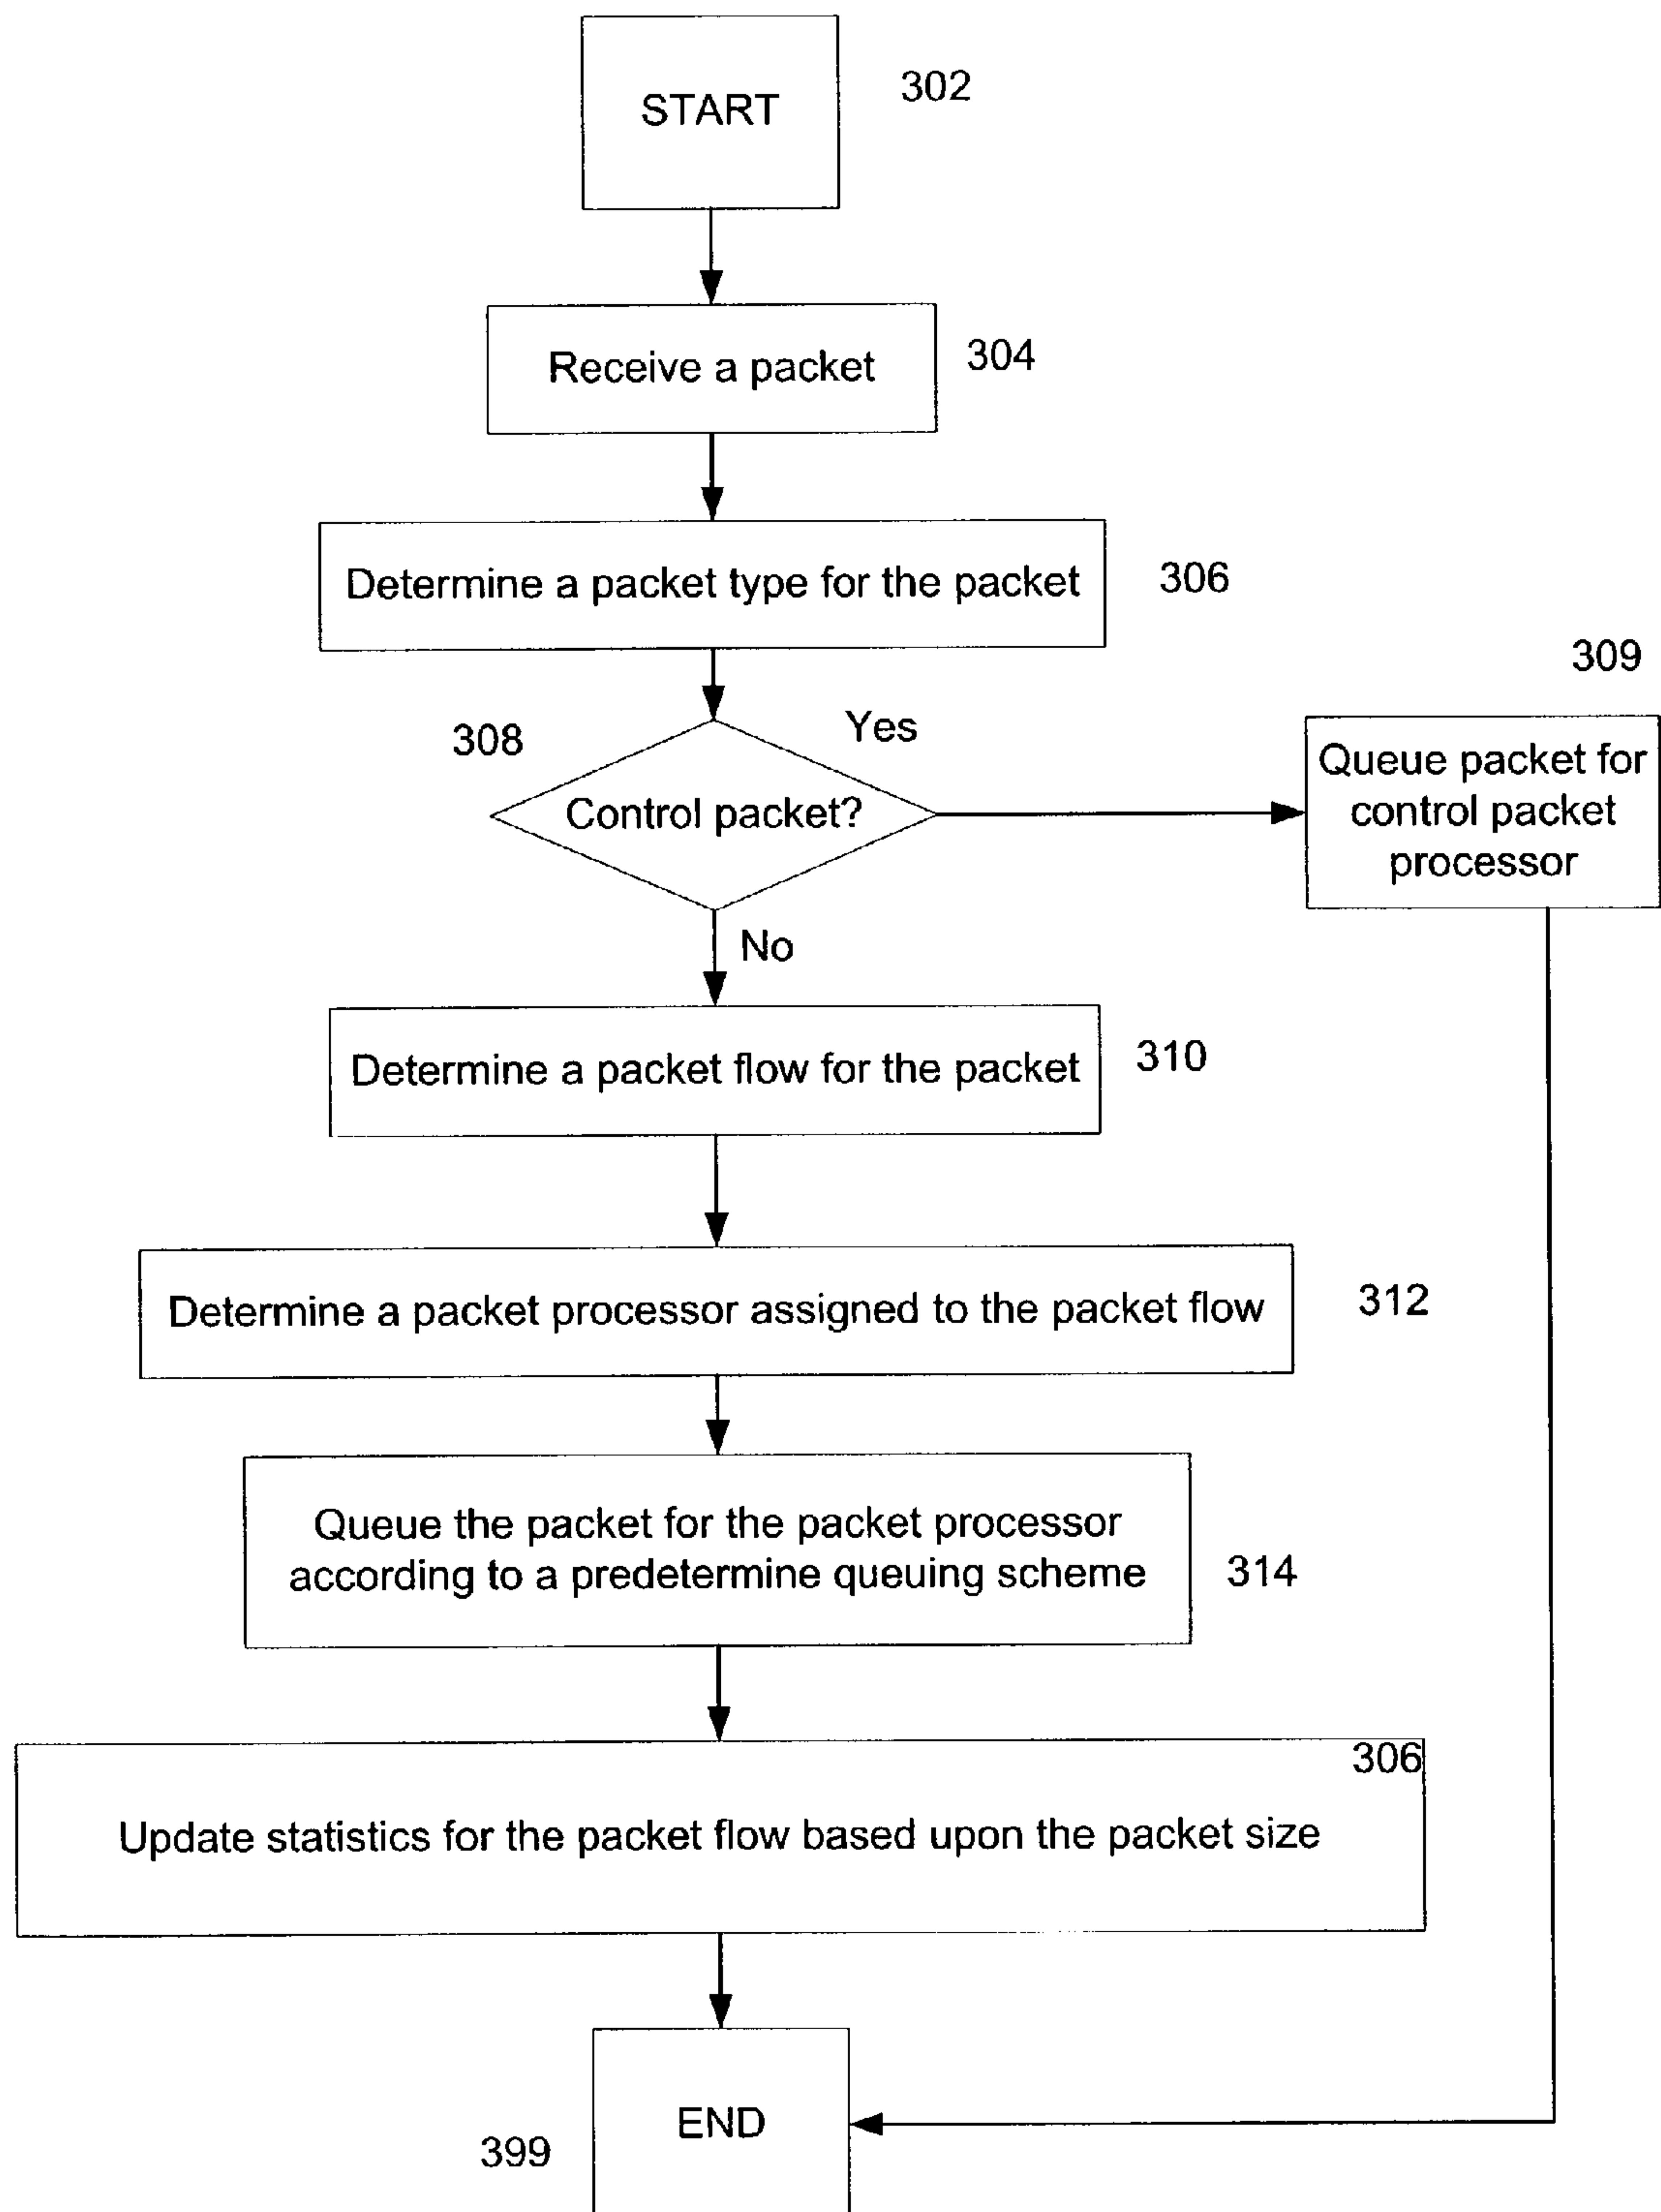 START
302
Receive a packet
304
Determine a packet type for the packet
306
308
Control packet?
Yes
309
Queue packet for
control packet
processor
No
Determine a packet flow for the packet
310
Determine a packet processor assigned to the packet flow
312
Queue the packet for the packet processor
according to a predetermine queuing scheme
314
306
Update statistics for the packet flow based upon the packet size
END
399